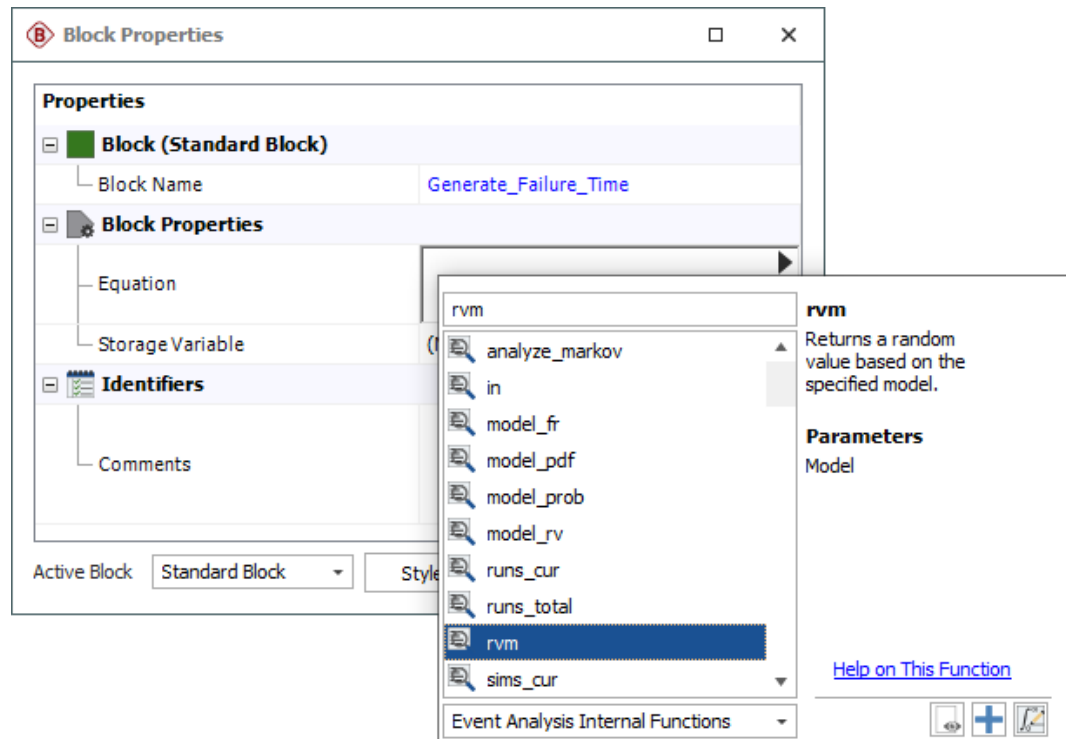 Block Properties
Properties
Block (Standard Block)
Block Name
Generate_Failure_Time
Block Properties
Equation
Storage Variable
Identifiers
Comments
Active Block
Standard Block
rvm
analyze_markov
in
model_fr
model_pdf
model_prob
model_rv
runs_cur
runs_total
rvm
sims_cur
Event Analysis Internal Functions
rvm
Returns a random
value based on the
specified model.
Parameters
Model
Help on This Function